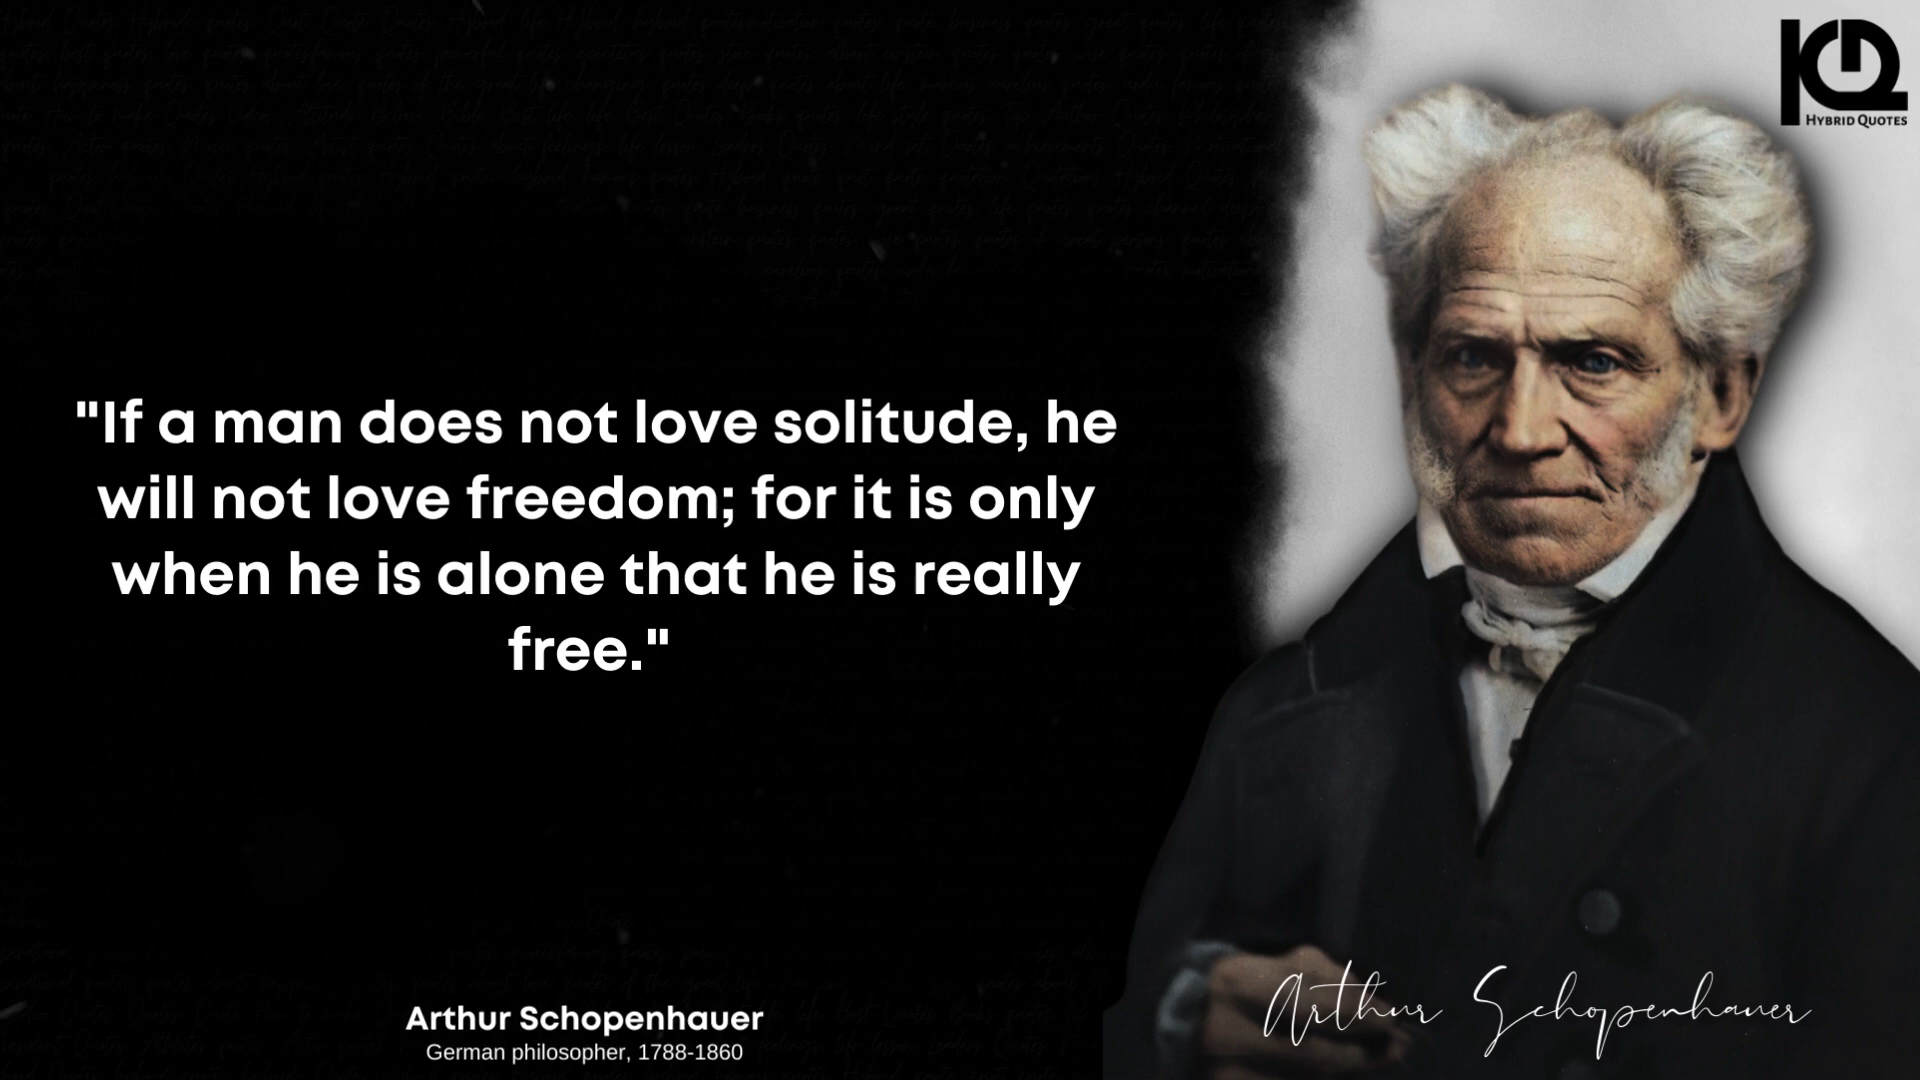 HYBRID QUOTES
"If a man does not love solitude, he
will not love freedom; for it is only
when he is alone that he is really
free."
Arthur Schopenhauer
Arthur Schopenhauer
German philosopher, 1788-1860